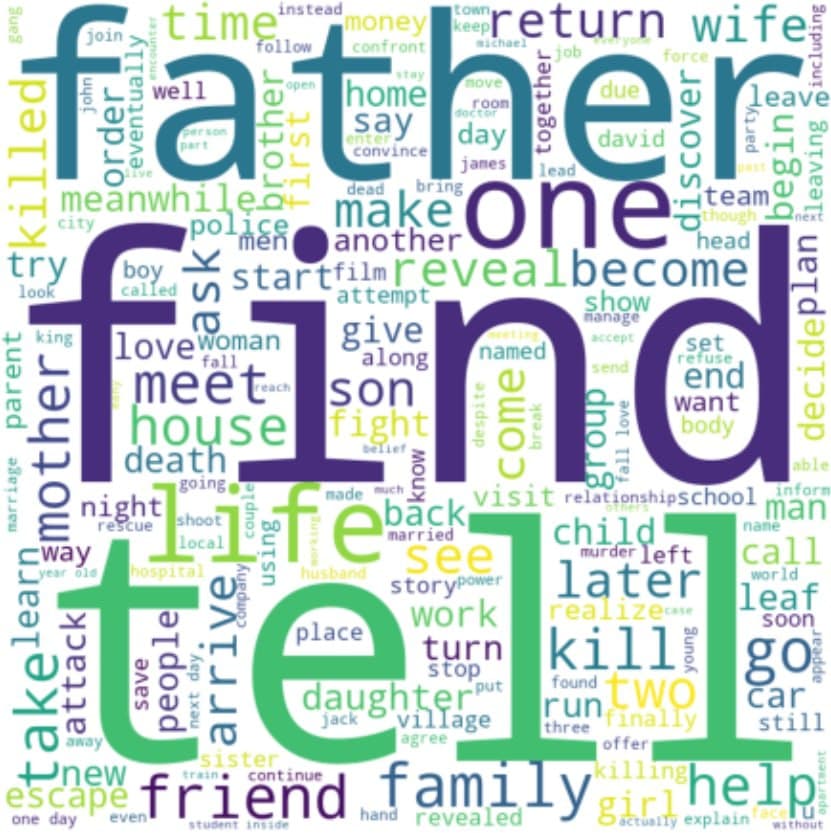 gang
join
time
instead
money
town
keep
return
michael
everyone
wife
including
encounter
follow
confront
job
force
father
john
order
eventually
well
brother
first
home
say
convince
day
room
doctor
together
move
due
david
discover
leave
party
begin
leaving
killed
person
part
open
stay
enter
james
lead
past
live
dead
bring
meanwhile
make
one
team
though
next
city
police
men
another
head
plan
try
look
boy
called
ask
start
film
reveal
become
attempt
show
manage
find
king
love
woman
fall
give
along
meeting
named
accept
set
refuse
end
decide
parent
mother
meet
reach
son
send
want
body
easy
house
fight
despite
come
break
group
fall love
death
belief
know
able
marriage
going
much
night
rescue
life
couple
made
back
visit
relationship
school
inform
others
man
shoot
local
using
working
married
child
name
way
learn
year old
hospital
husband
see
murder
left
call
company
story
power
later
world
tell
take
attack
save
people
next day
arrive
place
work
turn
stop
realize
case
leaf
soon
kill
young
appear
go
daughter
put
found
two
jack
village
run
three
finally
car
still
away
agree
offer
new
sister
train
continue
family
killing
help
apartment
escape
friend
girl
face
u
one day
even
student
inside
hand
revealed
actually
explain
without